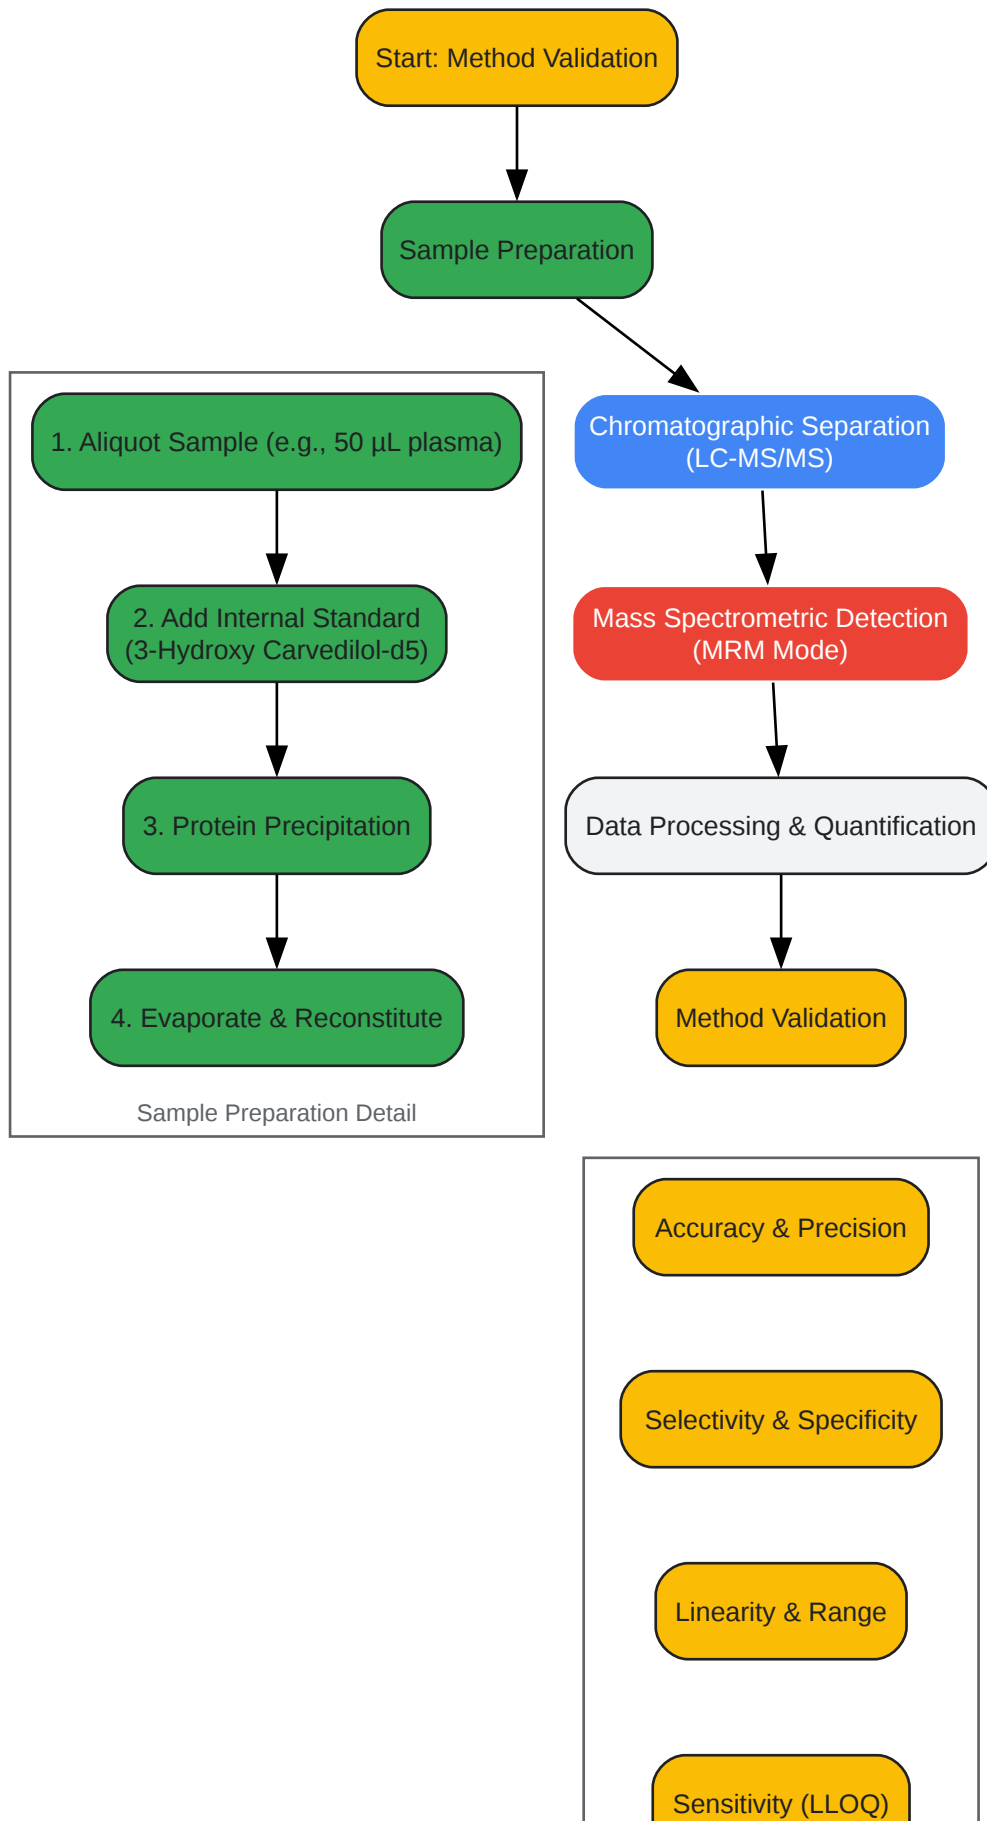 Start: Method Validation
Sample Preparation
1. Aliquot Sample (e.g., 50 µL plasma)
2. Add Internal Standard
(3-Hydroxy Carvedilol-d5)
3. Protein Precipitation
4. Evaporate & Reconstitute
Sample Preparation Detail
Chromatographic Separation
(LC-MS/MS)
Mass Spectrometric Detection
(MRM Mode)
Data Processing & Quantification
Method Validation
Accuracy & Precision
Selectivity & Specificity
Linearity & Range
Sensitivity (LLOQ)